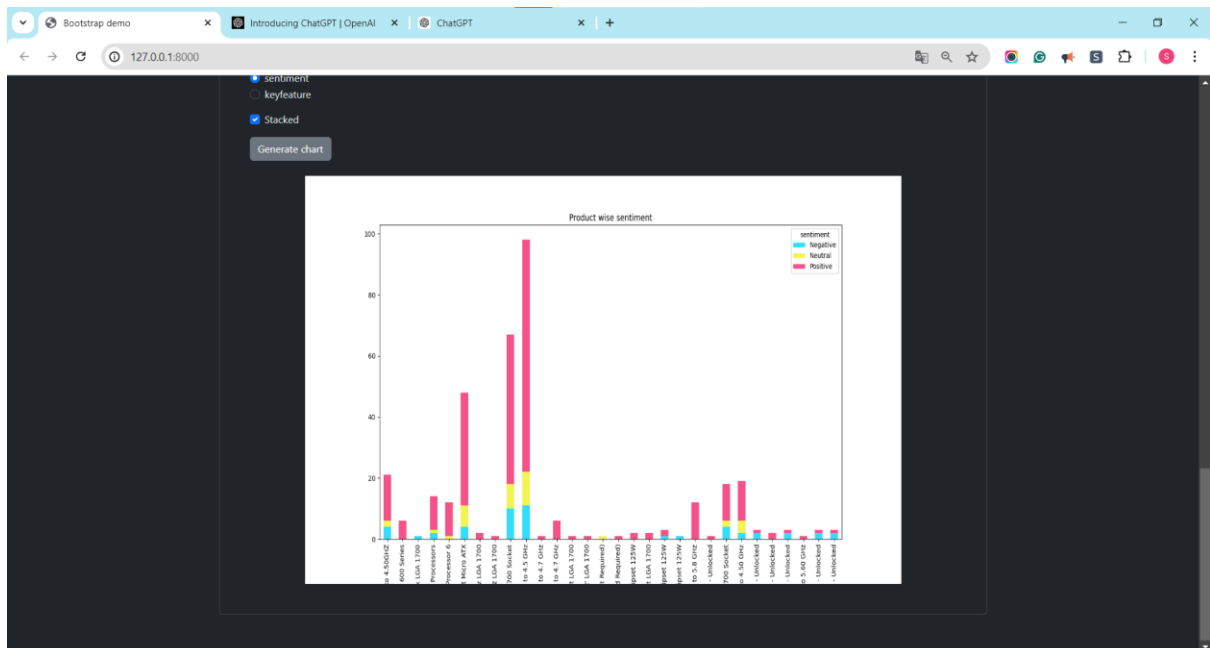 Bootstrap demo
Introducing ChatGPT | OpenAI
ChatGPT
127.0.0.1:8000
sentiment
keyfeature
Stacked
Generate chart
Product wise sentiment
sentiment
Negative
Neutral
Positive
100
80
60
40
20
0
to 4.50GHZ
600 Series
LGA 1700
Processors
Processor 6
Micro ATX
LGA 1700
LGA 1700
700 Socket
to 4.5 GHz
to 4.7 GHz
to 4.7 GHz
LGA 1700
LGA 1700
Required)
Required)
125W
LGA 1700
125W
125W
to 5.8 GHz
- Unlocked
700 Socket
to 4.50 GHz
- Unlocked
- Unlocked
- Unlocked
to 5.60 GHz
- Unlocked
- Unlocked
S
S